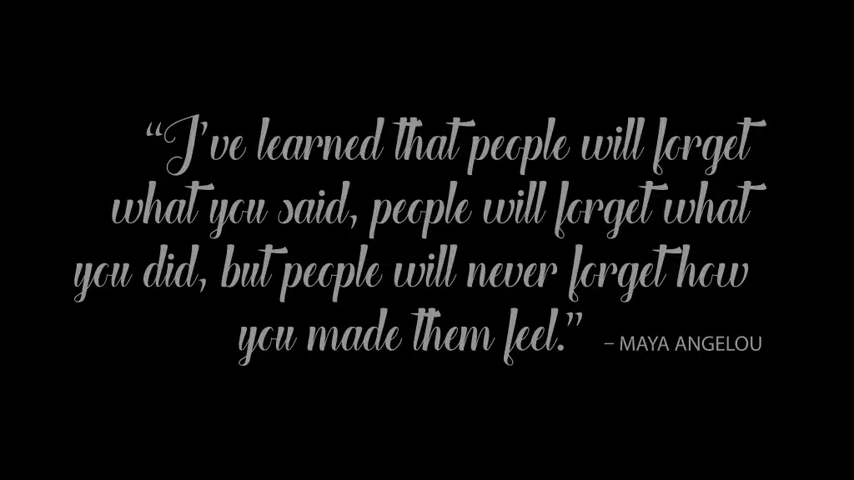 “I’ve learned that people will forget
what you said, people will forget what
you did, but people will never forget how
you made them feel.” – MAYA ANGELOU